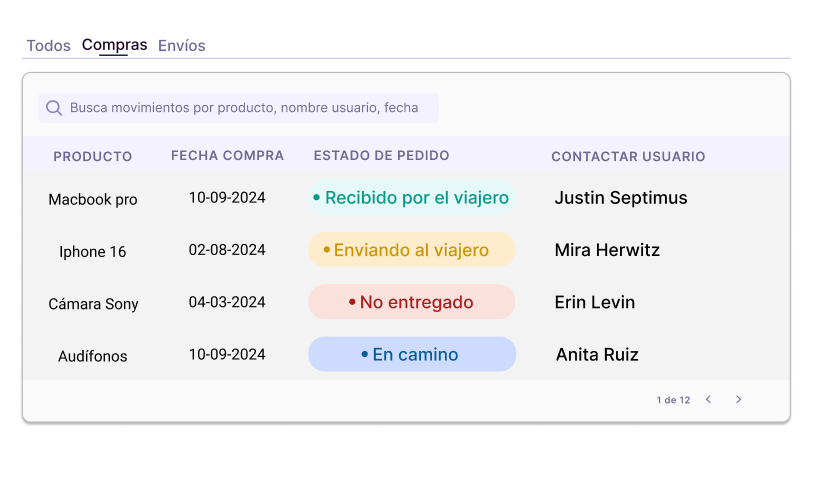 Todos Compras Envíos
Busca movimientos por producto, nombre usuario, fecha
PRODUCTO FECHA COMPRA ESTADO DE PEDIDO CONTACTAR USUARIO
Macbook pro 10-09-2024 • Recibido por el viajero Justin Septimus
Iphone 16 02-08-2024 • Enviando al viajero Mira Herwitz
Cámara Sony 04-03-2024 • No entregado Erin Levin
Audífonos 10-09-2024 • En camino Anita Ruiz
1 de 12